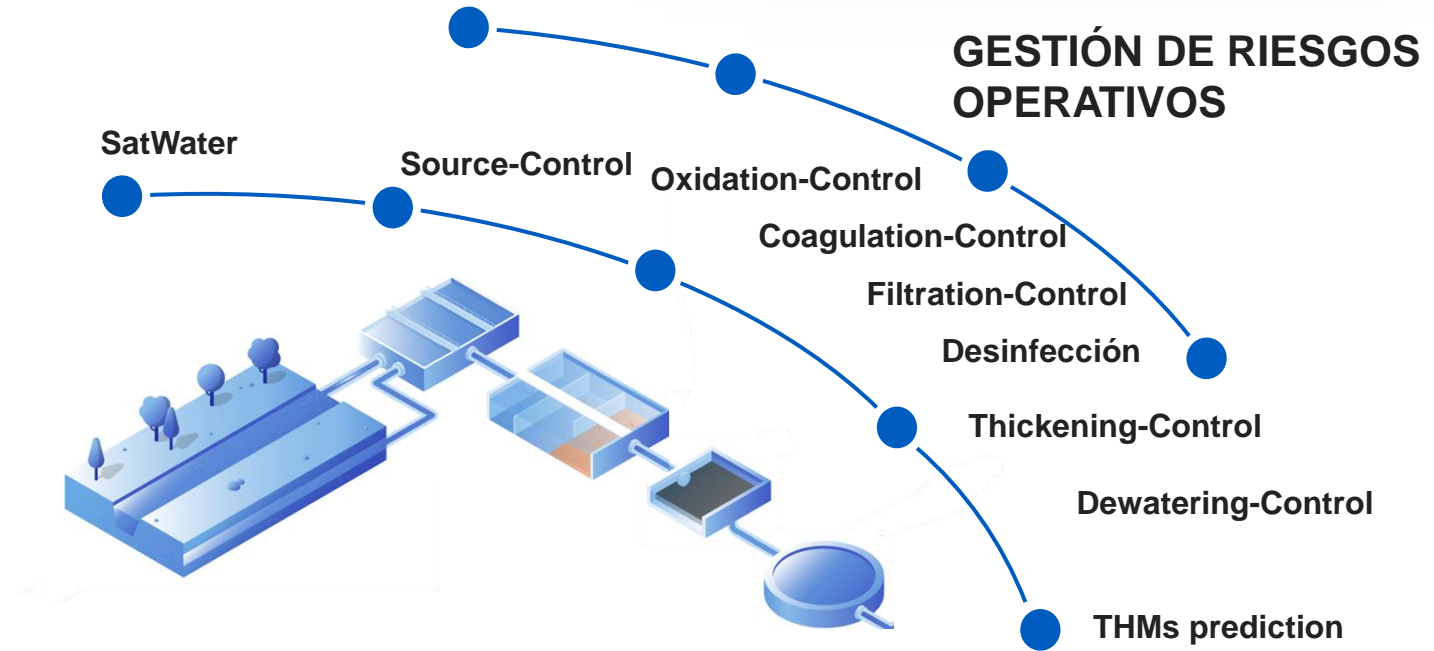 GESTIÓN DE RIESGOS
OPERATIVOS
SatWater
Source-Control
Oxidation-Control
Coagulation-Control
Filtration-Control
Desinfección
Thickening-Control
Dewatering-Control
THMs prediction